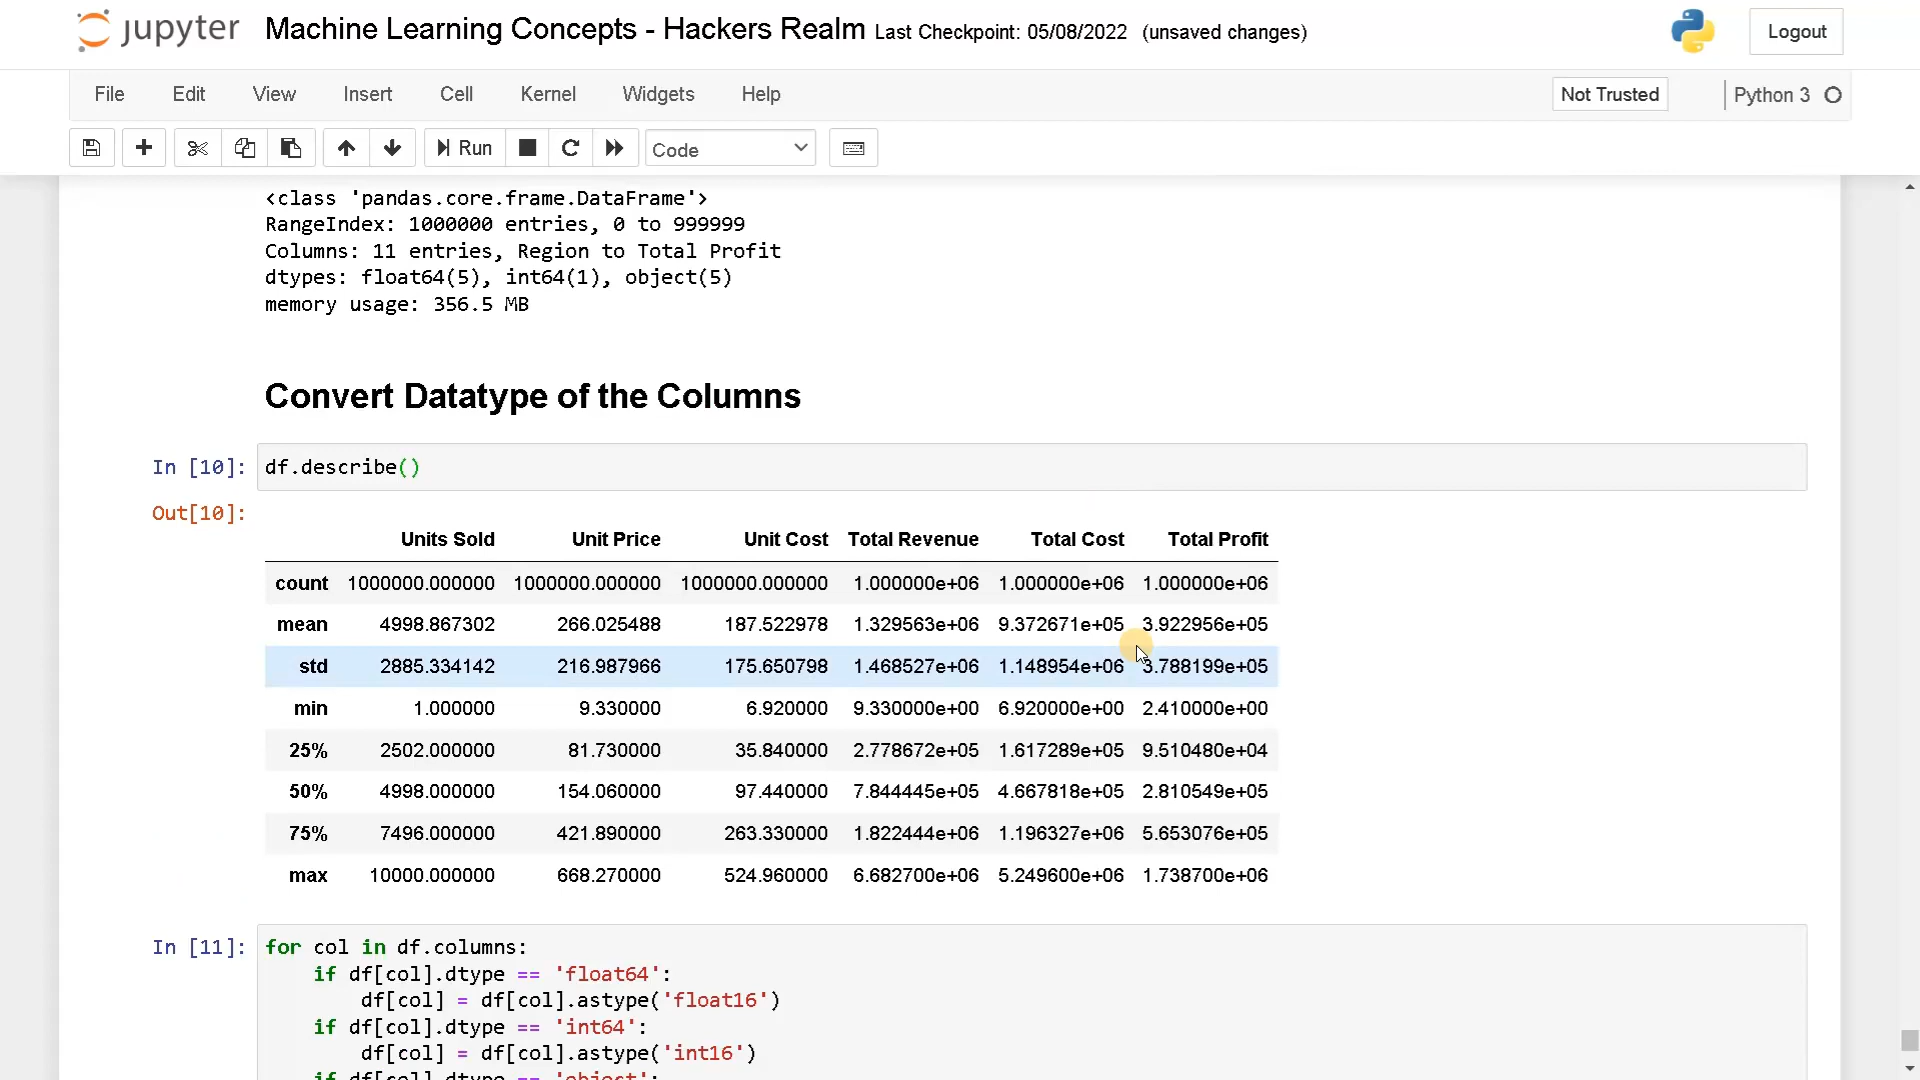 jupyter Machine Learning Concepts - Hackers Realm Last Checkpoint: 05/08/2022 (unsaved changes) Logout
File Edit View Insert Cell Kernel Widgets Help Not Trusted Python 3
Run Code
<class 'pandas.core.frame.DataFrame'>
RangeIndex: 1000000 entries, 0 to 999999
Columns: 11 entries, Region to Total Profit
dtypes: float64(5), int64(1), object(5)
memory usage: 356.5 MB
Convert Datatype of the Columns
In [10]: df.describe()
Out[10]:
Units Sold Unit Price Unit Cost Total Revenue Total Cost Total Profit
count 1000000.000000 1000000.000000 1000000.000000 1.000000e+06 1.000000e+06 1.000000e+06
mean 4998.867302 266.025488 187.522978 1.329563e+06 9.372671e+05 3.922956e+05
std 2885.334142 216.987966 175.650798 1.468527e+06 1.148954e+06 3.788199e+05
min 1.000000 9.330000 6.920000 9.330000e+00 6.920000e+00 2.410000e+00
25% 2502.000000 81.730000 35.840000 2.778672e+05 1.617289e+05 9.510480e+04
50% 4998.000000 154.060000 97.440000 7.844445e+05 4.667818e+05 2.810549e+05
75% 7496.000000 421.890000 263.330000 1.822444e+06 1.196327e+06 5.653076e+05
max 10000.000000 668.270000 524.960000 6.682700e+06 5.249600e+06 1.738700e+06
In [11]: for col in df.columns:
if df[col].dtype == 'float64':
df[col] = df[col].astype('float16')
if df[col].dtype == 'int64':
df[col] = df[col].astype('int16')
if df[col].dtype == 'object':